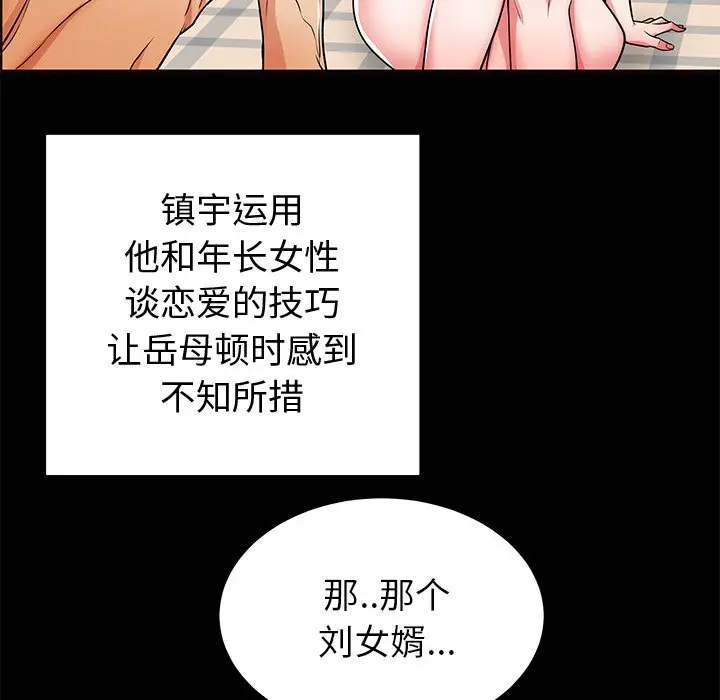 镇宇运用
他和年长女性
谈恋爱的技巧
让岳母顿时感到
不知所措
那..那个
刘女婿...